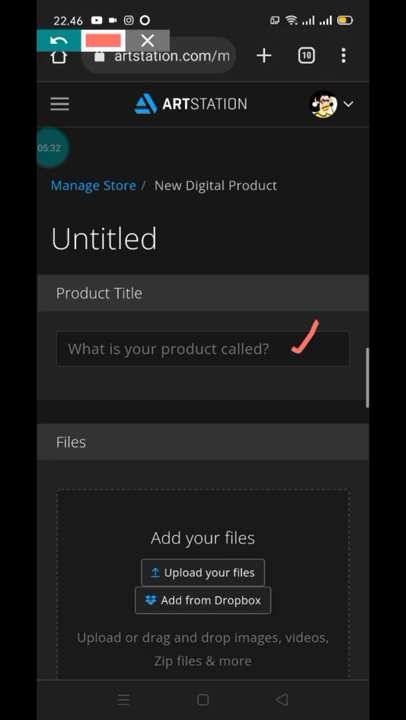 22.46
artstation.com/m
10
ARTSTATION
05:32
Manage Store / New Digital Product
Untitled
Product Title
What is your product called?
Files
Add your files
Upload your files
Add from Dropbox
Upload or drag and drop images, videos,
Zip files & more